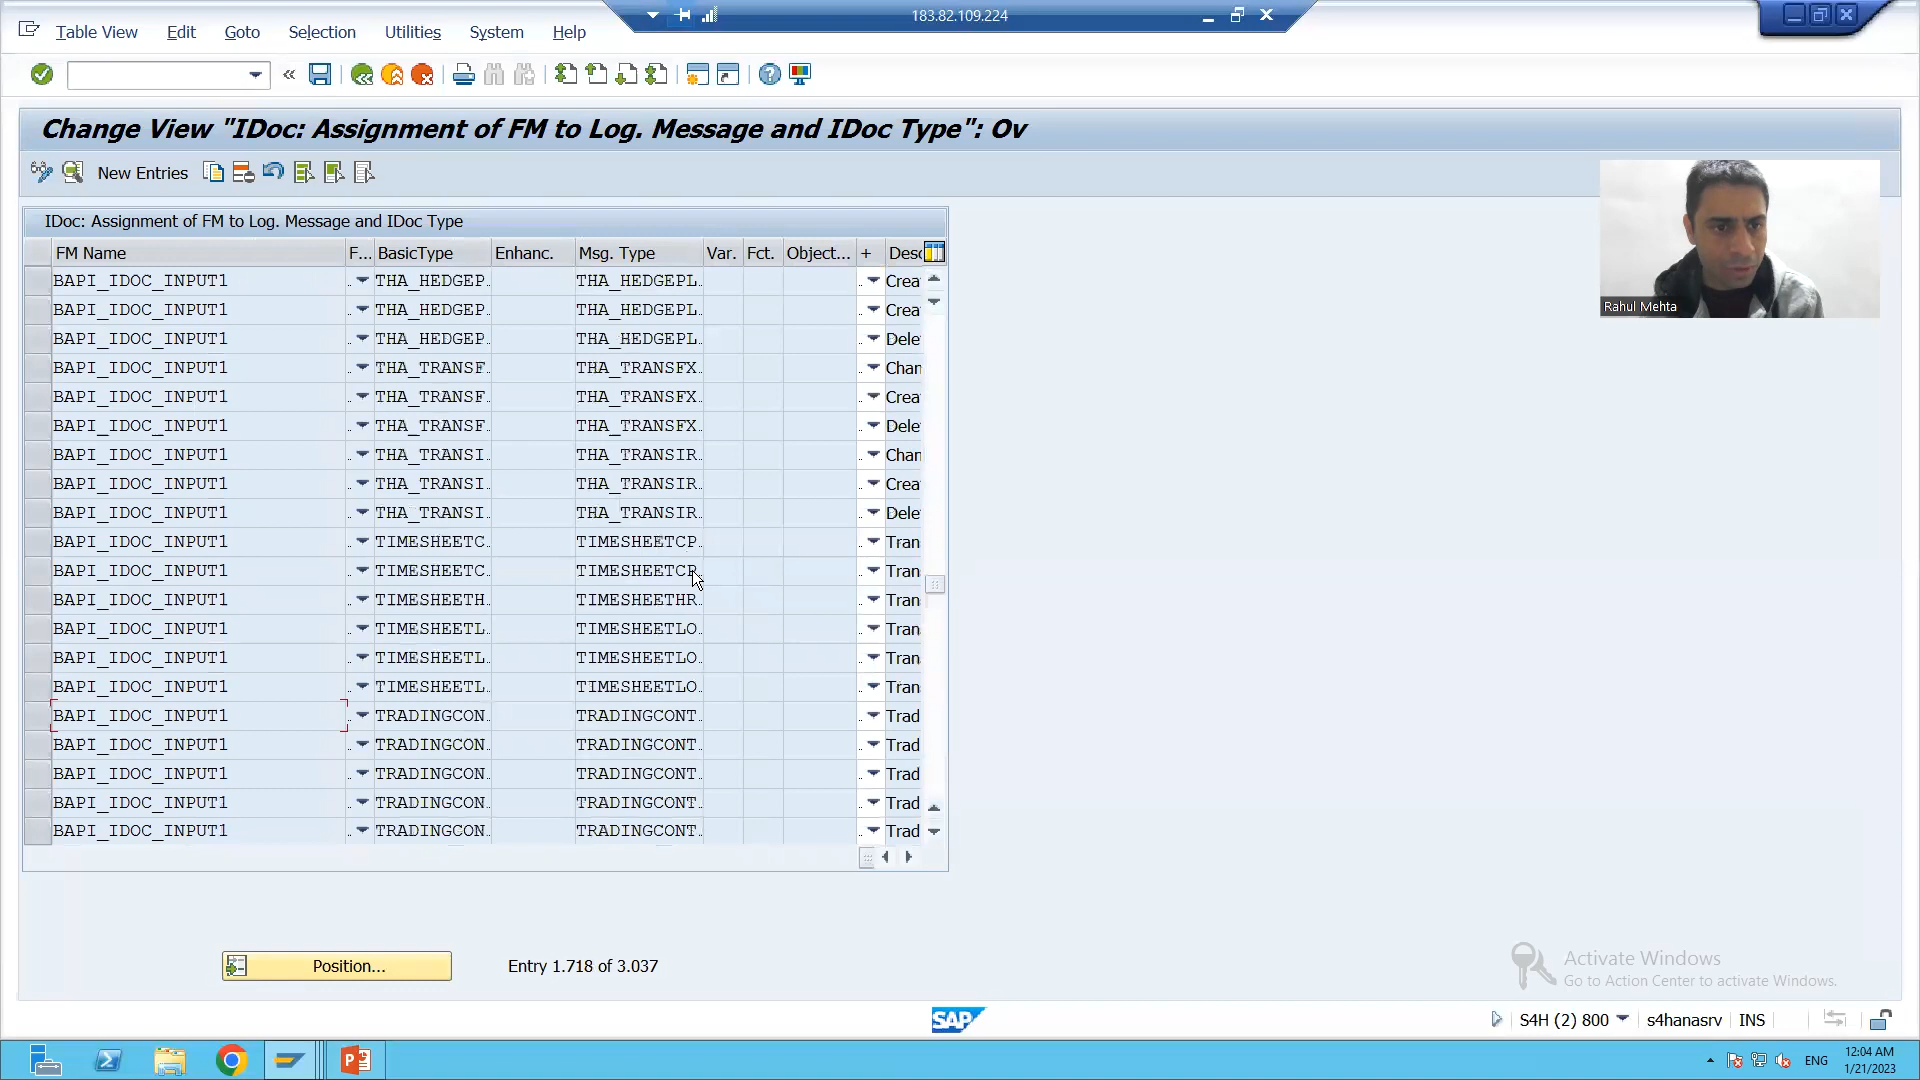 183.82.109.224
Table View Edit Goto Selection Utilities System Help
Change View "IDoc: Assignment of FM to Log. Message and IDoc Type": Ov
New Entries
Rahul Mehta
IDoc: Assignment of FM to Log. Message and IDoc Type
FM Name F... BasicType Enhanc. Msg. Type Var. Fct. Object... + Desc
BAPI_IDOC_INPUT1 THA_HEDGEP.. THA_HEDGEPL.. Crea
BAPI_IDOC_INPUT1 THA_HEDGEP.. THA_HEDGEPL.. Crea
BAPI_IDOC_INPUT1 THA_HEDGEP.. THA_HEDGEPL.. Dele
BAPI_IDOC_INPUT1 THA_TRANSF.. THA_TRANSFX.. Chan
BAPI_IDOC_INPUT1 THA_TRANSF.. THA_TRANSFX.. Crea
BAPI_IDOC_INPUT1 THA_TRANSF.. THA_TRANSFX.. Dele
BAPI_IDOC_INPUT1 THA_TRANSI.. THA_TRANSIR.. Chan
BAPI_IDOC_INPUT1 THA_TRANSI.. THA_TRANSIR.. Crea
BAPI_IDOC_INPUT1 THA_TRANSI.. THA_TRANSIR.. Dele
BAPI_IDOC_INPUT1 TIMESHEETC.. TIMESHEETCP.. Tran
BAPI_IDOC_INPUT1 TIMESHEETC.. TIMESHEETCP.. Tran
BAPI_IDOC_INPUT1 TIMESHEETH.. TIMESHEETHR.. Tran
BAPI_IDOC_INPUT1 TIMESHEETL.. TIMESHEETLO.. Tran
BAPI_IDOC_INPUT1 TIMESHEETL.. TIMESHEETLO.. Tran
BAPI_IDOC_INPUT1 TIMESHEETL.. TIMESHEETLO.. Tran
BAPI_IDOC_INPUT1 TRADINGCON.. TRADINGCONT.. Trad
BAPI_IDOC_INPUT1 TRADINGCON.. TRADINGCONT.. Trad
BAPI_IDOC_INPUT1 TRADINGCON.. TRADINGCONT.. Trad
BAPI_IDOC_INPUT1 TRADINGCON.. TRADINGCONT.. Trad
BAPI_IDOC_INPUT1 TRADINGCON.. TRADINGCONT.. Trad
Position... Entry 1.718 of 3.037
Activate Windows
Go to Action Center to activate Windows.
SAP S4H (2) 800 s4hanasrv INS
ENG 12:04 AM
1/21/2023